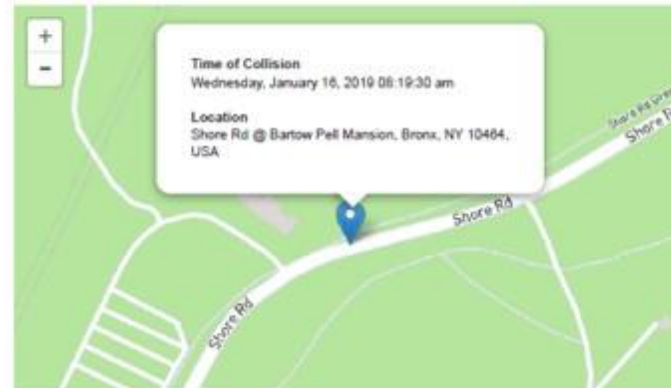 +
-
Time of Collision
Wednesday, January 16, 2019 08:19:30 am
Location
Shore Rd @ Bartow Pell Mansion, Bronx, NY 10464,
USA
Shore Rd
Shore Rd
Shore Rd